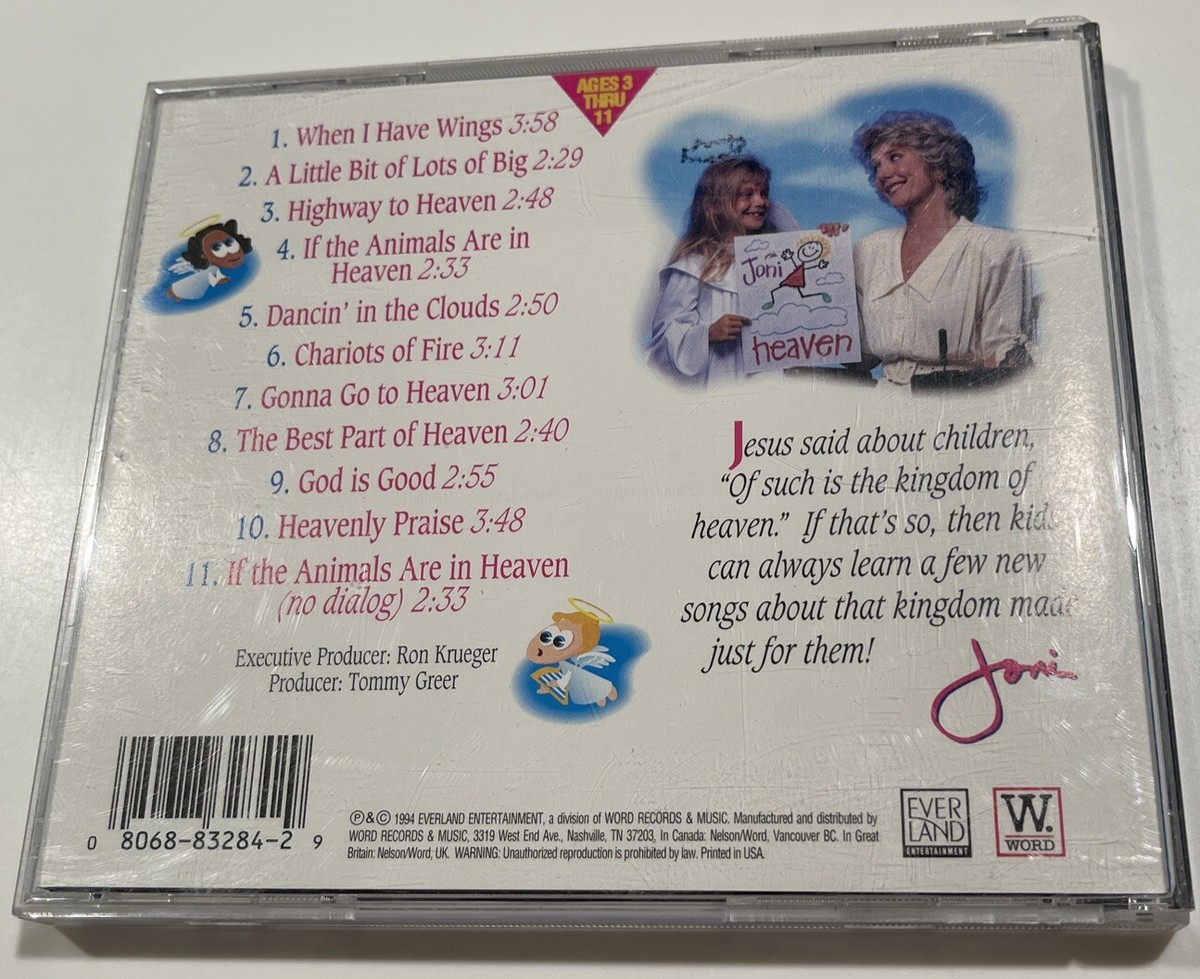 AGES 3
THRU
11
1. When I Have Wings 3:58
2. A Little Bit of Lots of Big 2:29
3. Highway to Heaven 2:48
4. If the Animals Are in
Heaven 2:33
5. Dancin' in the Clouds 2:50
6. Chariots of Fire 3:11
7. Gonna Go to Heaven 3:01
8. The Best Part of Heaven 2:40
9. God is Good 2:55
10. Heavenly Praise 3:48
11. If the Animals Are in Heaven
(no dialog) 2:33
Executive Producer: Ron Krueger
Producer: Tommy Greer
Joni
heaven
Jesus said about children,
“Of such is the kingdom of
heaven.” If that's so, then kids
can always learn a few new
songs about that kingdom made
just for them!
Joni
0 8068-83284-2 9
Ⓟ&© 1994 EVERLAND ENTERTAINMENT, a division of WORD RECORDS & MUSIC. Manufactured and distributed by
WORD RECORDS & MUSIC, 3319 West End Ave., Nashville, TN 37203, In Canada: Nelson/Word, Vancouver BC. In Great
Britain: Nelson/Word, UK. WARNING: Unauthorized reproduction is prohibited by law. Printed in USA.
EVER
LAND
ENTERTAINMENT
W.
WORD